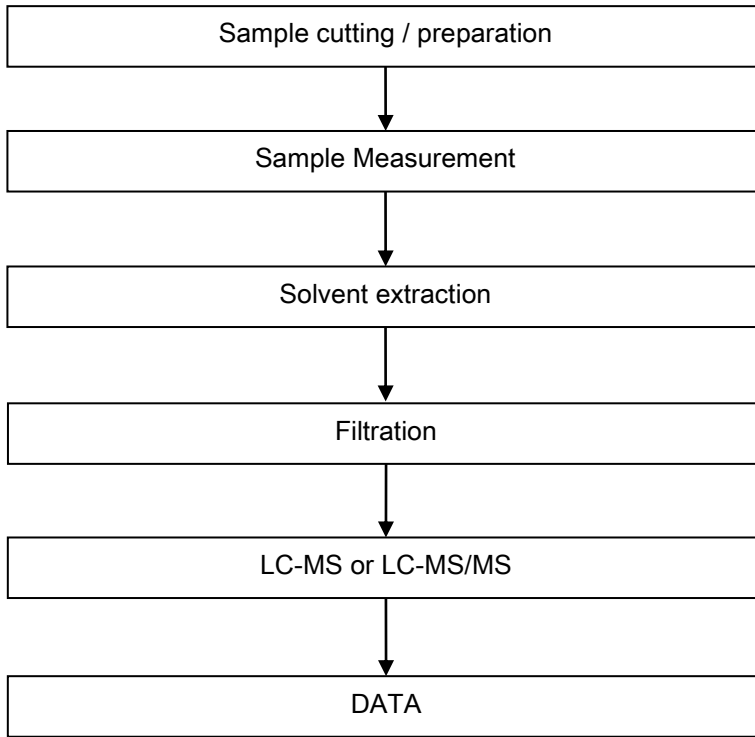 Sample cutting / preparation
Sample Measurement
Solvent extraction
Filtration
LC-MS or LC-MS/MS
DATA